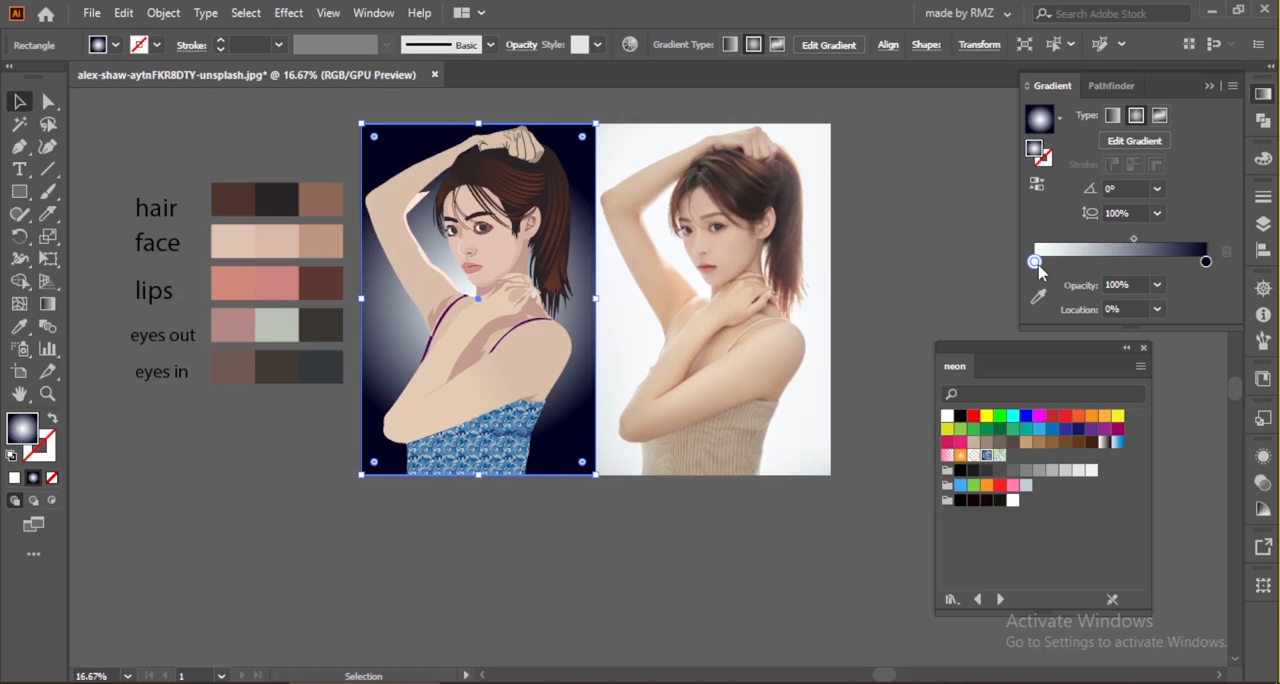 Ai File Edit Object Type Select Effect View Window Help made by RMZ Search Adobe Stock
Rectangle Stroke: Basic Opacity Style: Gradient Type: Edit Gradient Align Shape: Transform
alex-shaw-aytnFKR8DTY-unsplash.jpg* @ 16.67% (RGB/GPU Preview) ×
Gradient Pathfinder
Type:
Edit Gradient
Stroke:
0°
100%
Opacity: 100%
Location: 0%
hair
face
lips
eyes out
eyes in
neon
Activate Windows
Go to Settings to activate Windows.
16.67% 1 Selection